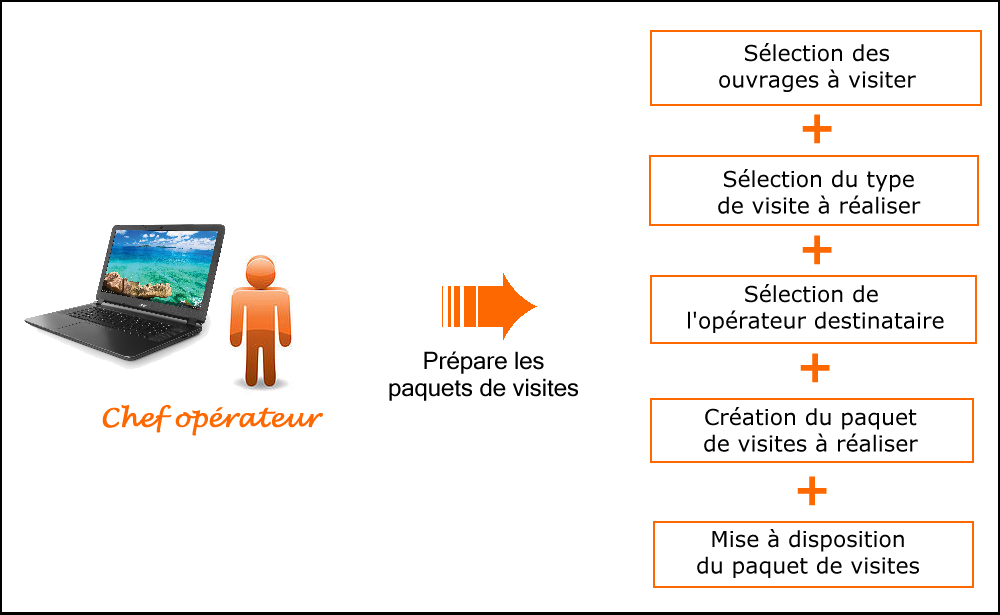 Sélection des
ouvrages à visiter
+
Sélection du type
de visite à réaliser
+
Sélection de
l'opérateur destinataire
+
Création du paquet
de visites à réaliser
+
Mise à disposition
du paquet de visites
Prépare les
paquets de visites
Chef opérateur